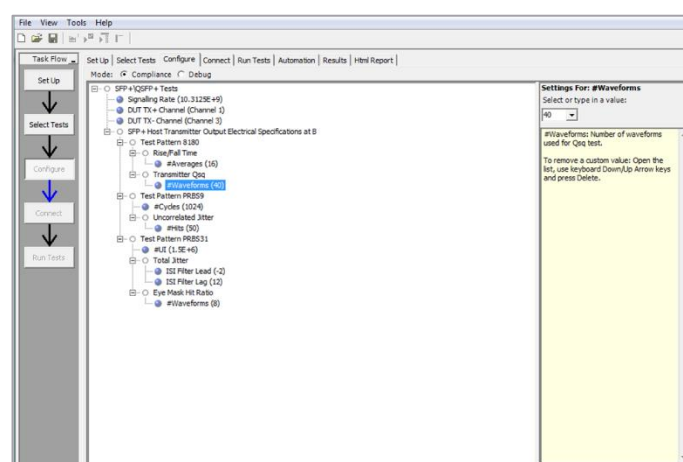 File View Tools Help
Task Flow
Set Up
Select Tests
Configure
Connect
Run Tests
Set Up | Select Tests | Configure | Connect | Run Tests | Automation | Results | Html Report |
Mode: Compliance Debug
SFP+\QSFP+ Tests
Signaling Rate (10.3125E+9)
DUT TX+ Channel (Channel 1)
DUT TX- Channel (Channel 3)
SFP+ Host Transmitter Output Electrical Specifications at B
Test Pattern 8180
Rise/Fall Time
#Averages (16)
Transmitter Qsq
#Waveforms (40)
Test Pattern PRBS9
#Cycles (1024)
Uncorrelated Jitter
#Hits (50)
Test Pattern PRBS31
#UI (1.5E+6)
Total Jitter
ISI Filter Lead (-2)
ISI Filter Lag (12)
Eye Mask Hit Ratio
#Waveforms (8)
Settings For: #Waveforms
Select or type in a value:
40
#Waveforms: Number of waveforms
used for Qsq test.
To remove a custom value: Open the
list, use keyboard Down/Up Arrow keys
and press Delete.